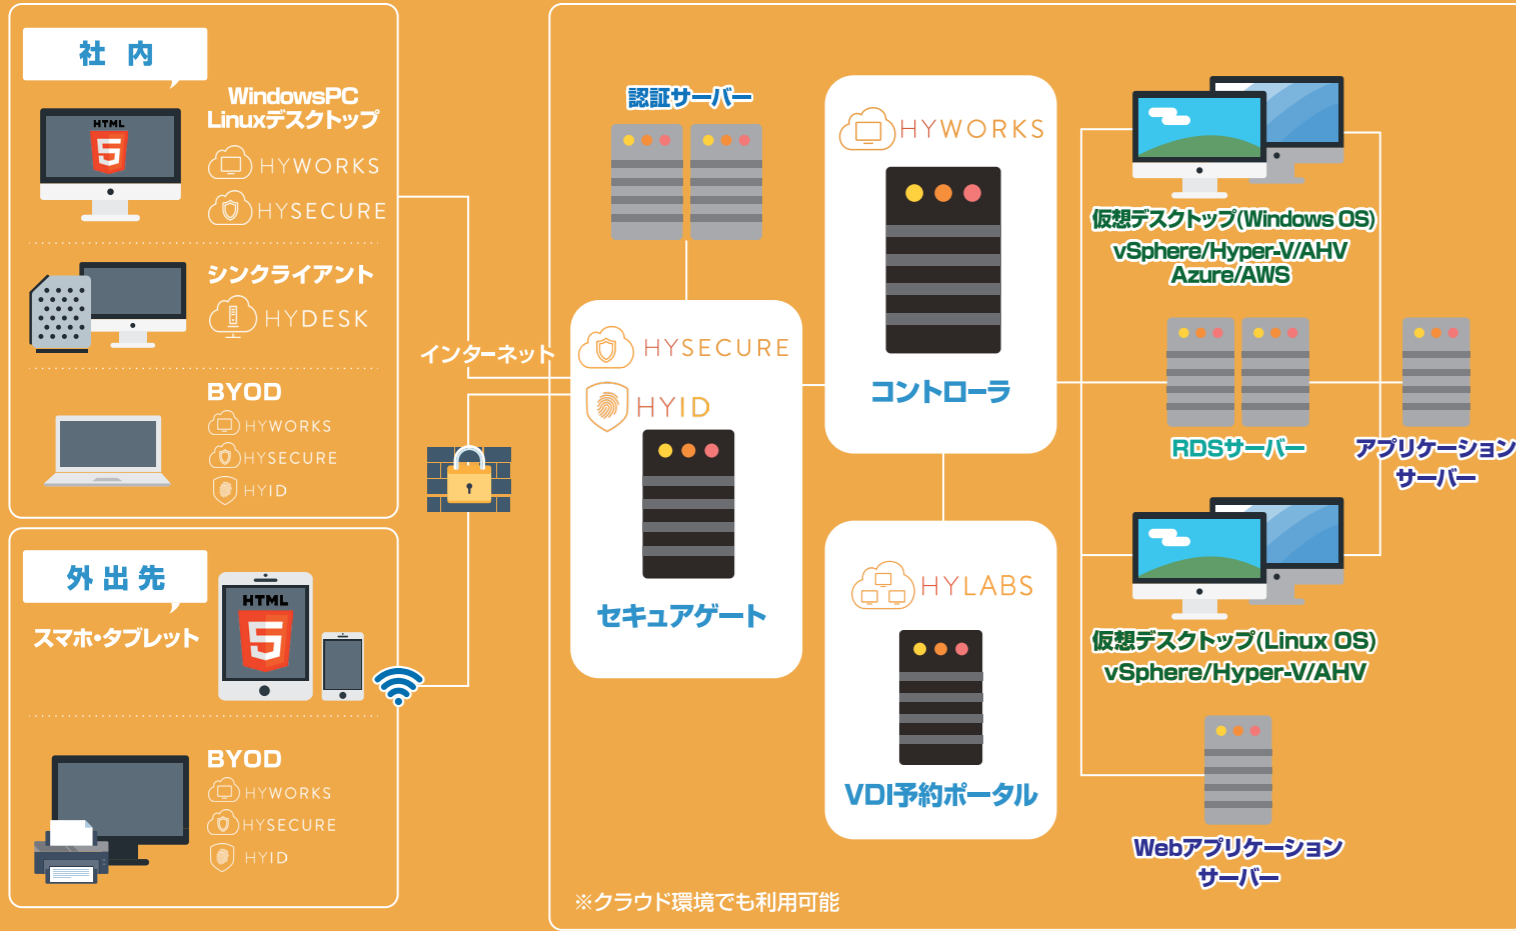 社 内
WindowsPC
Linuxデスクトップ
HTML
5
HYWORKS
HYSECURE
シンクライアント
HYDESK
BYOD
HYWORKS
HYSECURE
HYID
外 出 先
スマホ・タブレット
HTML
5
BYOD
HYWORKS
HYSECURE
HYID
インターネット
認証サーバー
HYSECURE
HYID
セキュアゲート
HYWORKS
コントローラ
HYLABS
VDI予約ポータル
仮想デスクトップ(Windows OS)
vSphere/Hyper-V/AHV
Azure/AWS
RDSサーバー
アプリケーション
サーバー
仮想デスクトップ(Linux OS)
vSphere/Hyper-V/AHV
Webアプリケーション
サーバー
※クラウド環境でも利用可能